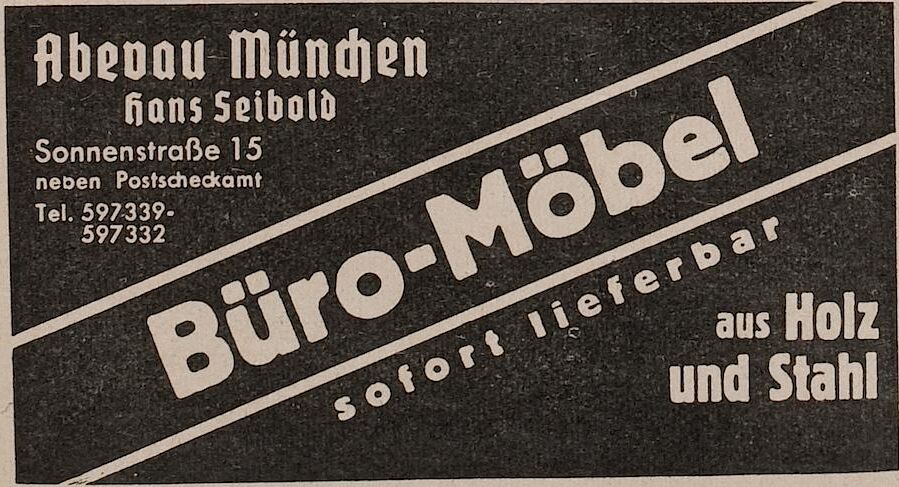 Abevau München
Hans Seibold
Sonnenstraße 15
neben Postscheckamt
Tel. 597339-
597332
Büro-Möbel
sofort lieferbar
aus Holz
und Stahl